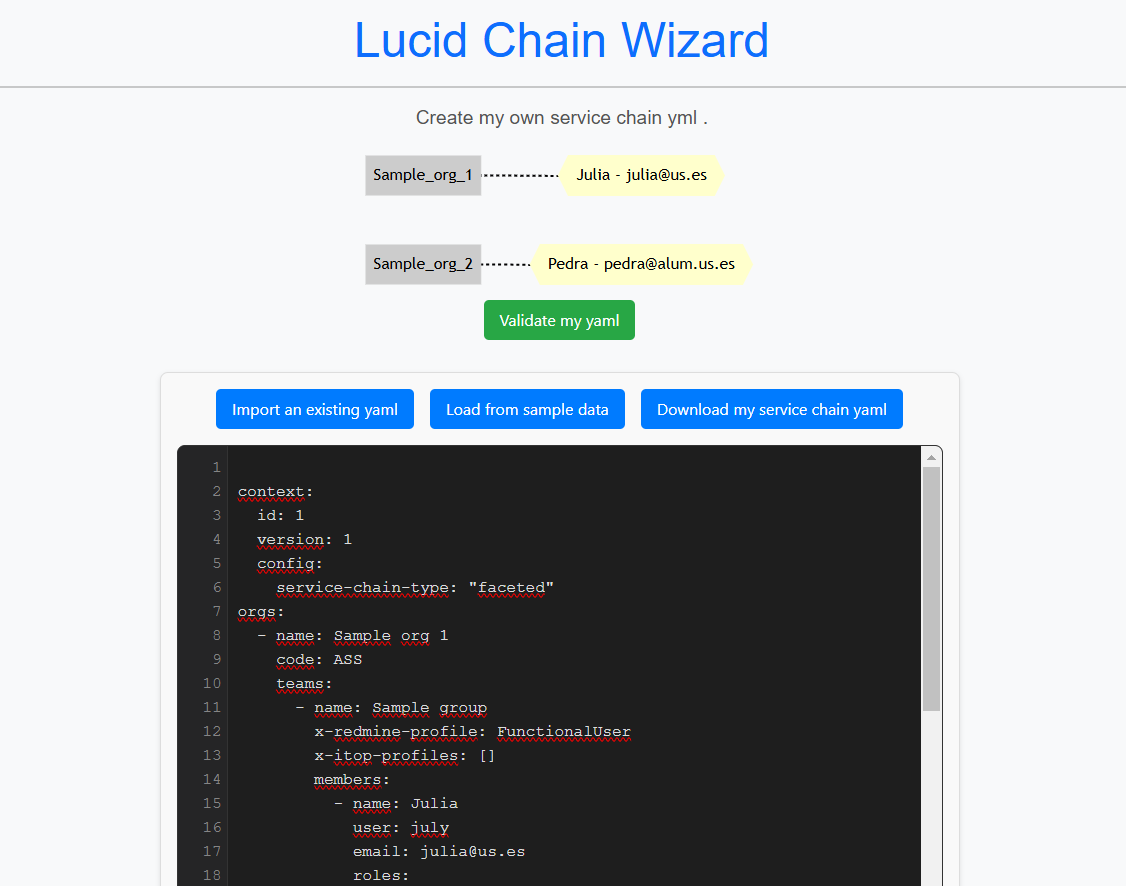 Lucid Chain Wizard
Create my own service chain yml .
Sample_org_1 Julia - julia@us.es
Sample_org_2 Pedra - pedra@alum.us.es
Validate my yaml
Import an existing yaml Load from sample data Download my service chain yaml
1
2 context:
3   id: 1
4   version: 1
5   config:
6     service-chain-type: "faceted"
7 orgs:
8   - name: Sample org 1
9     code: ASS
10     teams:
11       - name: Sample group
12         x-redmine-profile: FunctionalUser
13         x-itop-profiles: []
14         members:
15           - name: Julia
16             user: july
17             email: julia@us.es
18             roles: